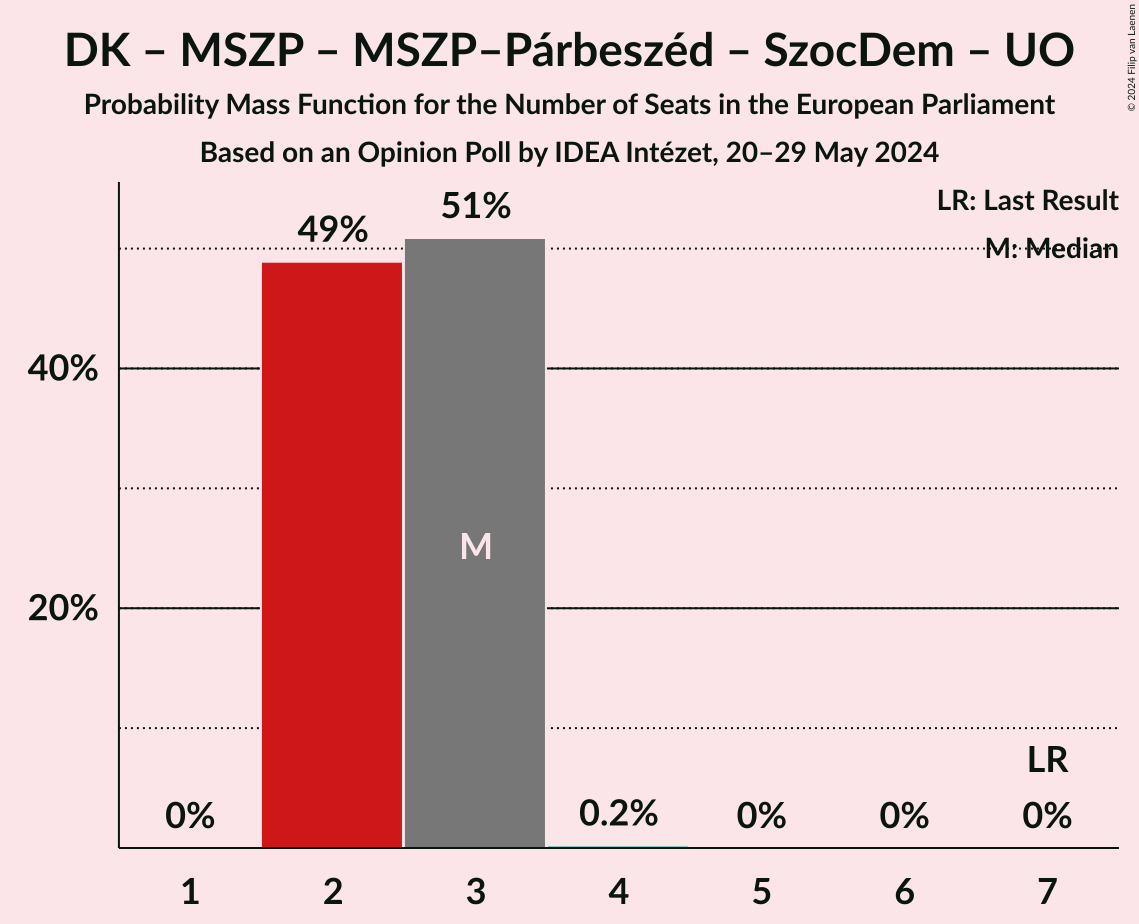 DK – MSZP – MSZP–Párbeszéd – SzocDem – UO
Probability Mass Function for the Number of Seats in the European Parliament
Based on an Opinion Poll by IDEA Intézet, 20–29 May 2024
© 2024 Filip van Laenen
LR: Last Result
M: Median
49%
51%
40%
20%
M
LR
0%
0.2%
0%
0%
0%
1
2
3
4
5
6
7